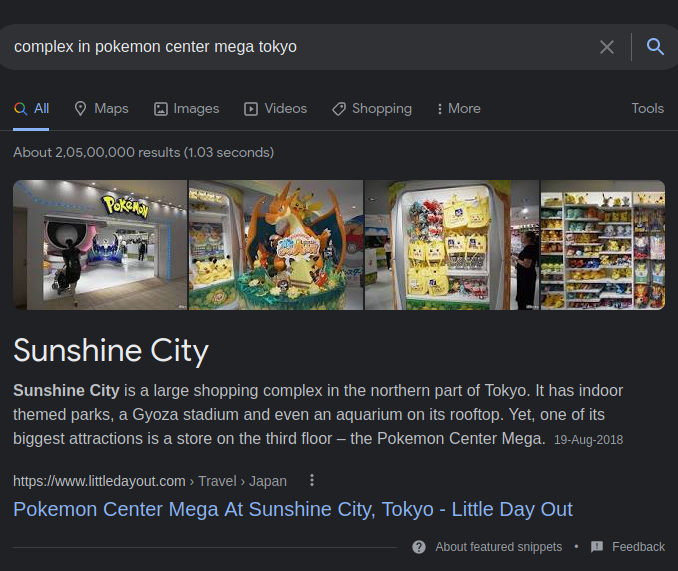 complex in pokemon center mega tokyo
All Maps Images Videos Shopping More Tools
About 2,05,00,000 results (1.03 seconds)
Pokémon
Sunshine City
Sunshine City is a large shopping complex in the northern part of Tokyo. It has indoor
themed parks, a Gyoza stadium and even an aquarium on its rooftop. Yet, one of its
biggest attractions is a store on the third floor – the Pokemon Center Mega. 19-Aug-2018
https://www.littledayout.com › Travel › Japan
Pokemon Center Mega At Sunshine City, Tokyo - Little Day Out
About featured snippets • Feedback